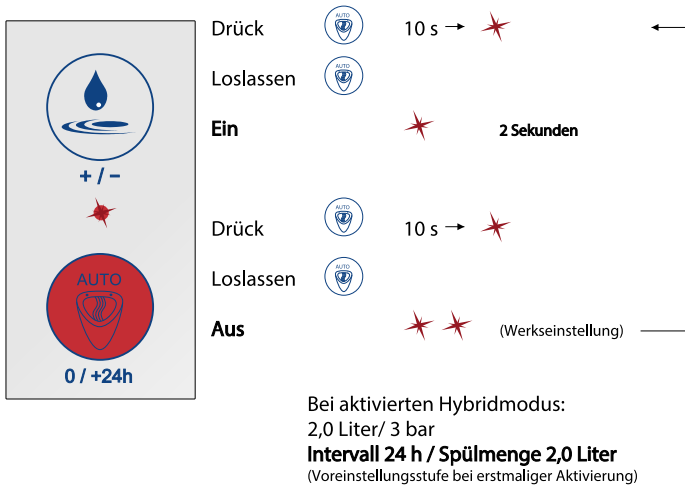 Drück AUTO 10 s
Loslassen AUTO
Ein 2 Sekunden
+ / −
Drück AUTO 10 s
Loslassen AUTO
AUTO
Aus (Werkseinstellung)
0 / +24h
Bei aktivierten Hybridmodus:
2,0 Liter/ 3 bar
Intervall 24 h / Spülmenge 2,0 Liter
(Voreinstellungsstufe bei erstmaliger Aktivierung)